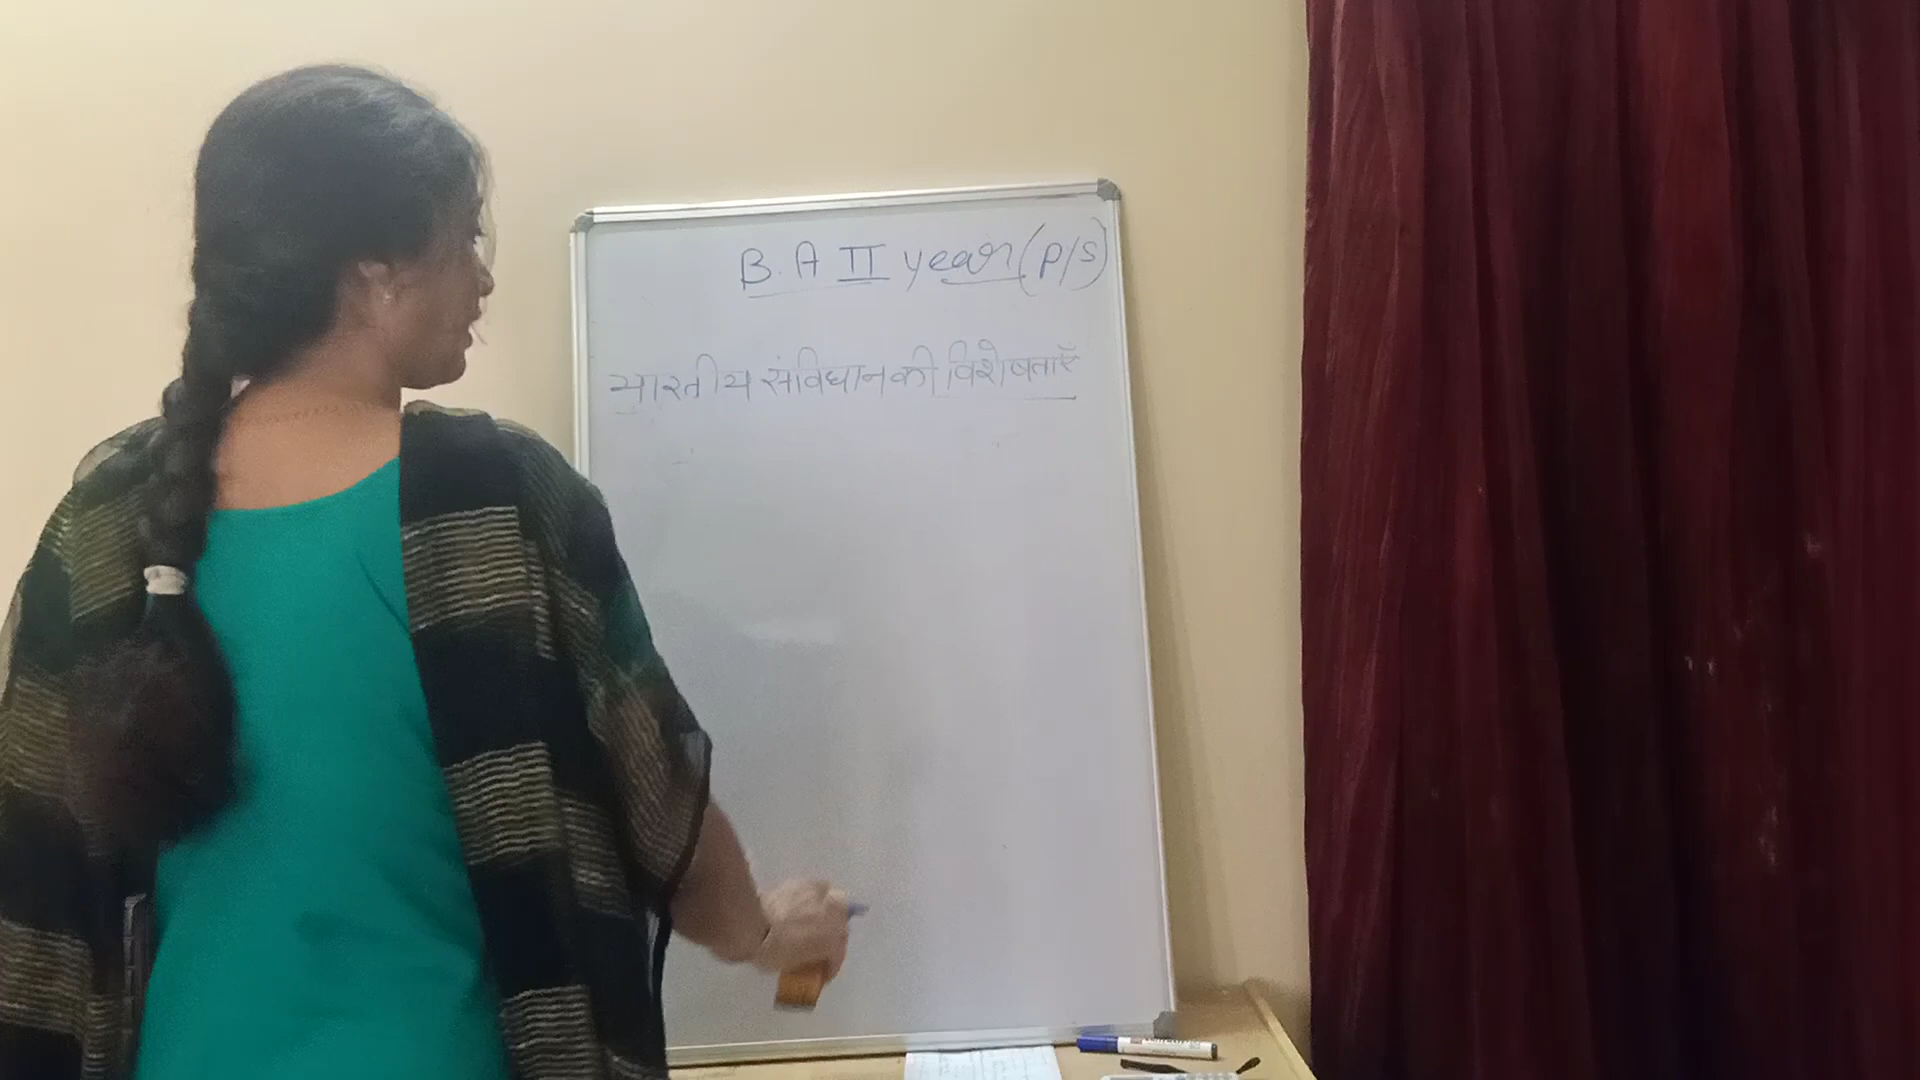 B. A II year (P/S)
भारतीय संविधान की विशेषताएँ